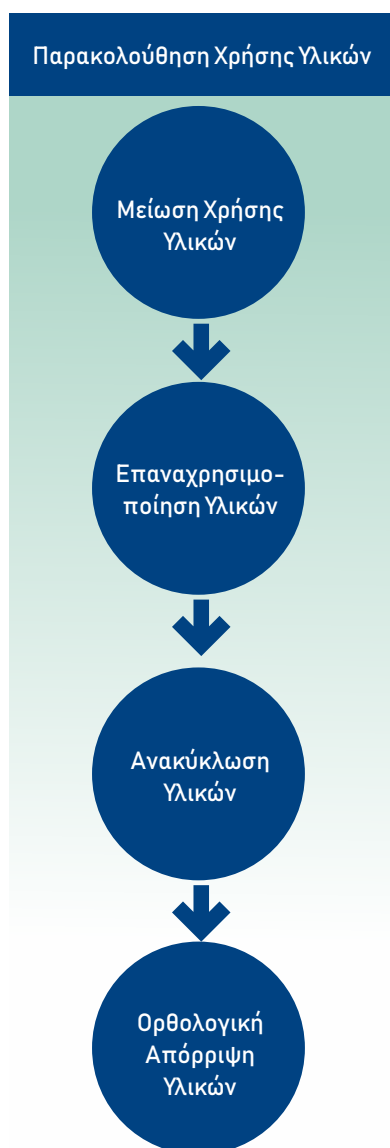 Παρακολούθηση Χρήσης Υλικών
Μείωση Χρήσης
Υλικών
Επαναχρησιμο-
ποίηση Υλικών
Ανακύκλωση
Υλικών
Ορθολογική
Απόρριψη
Υλικών